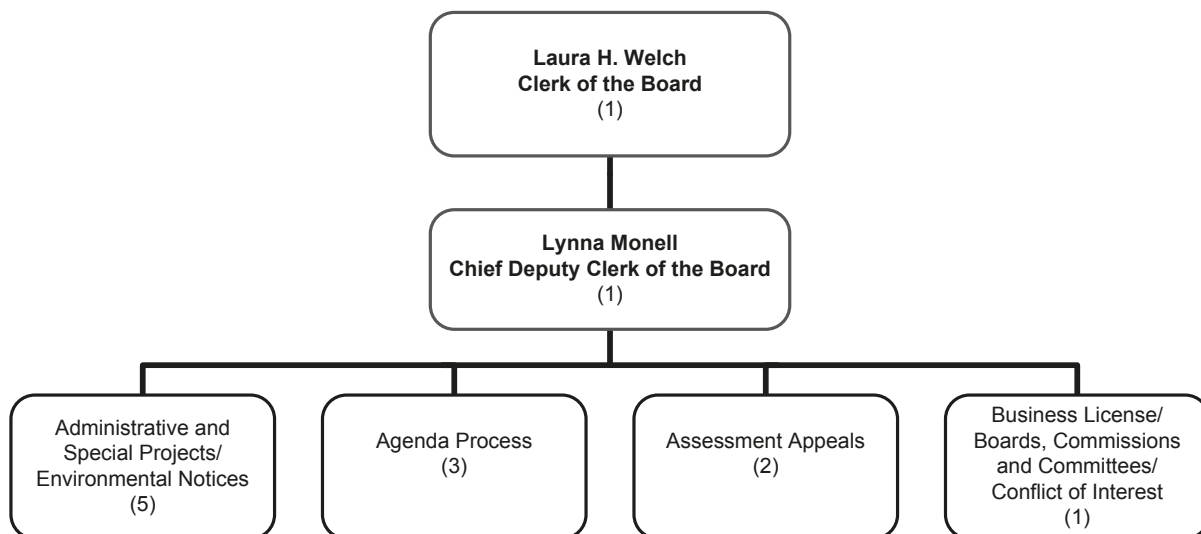 Laura H. Welch
Clerk of the Board
(1)
Lynna Monell
Chief Deputy Clerk of the Board
(1)
Administrative and
Special Projects/
Environmental Notices
(5)
Agenda Process
(3)
Assessment Appeals
(2)
Business License/
Boards, Commissions
and Committees/
Conflict of Interest
(1)